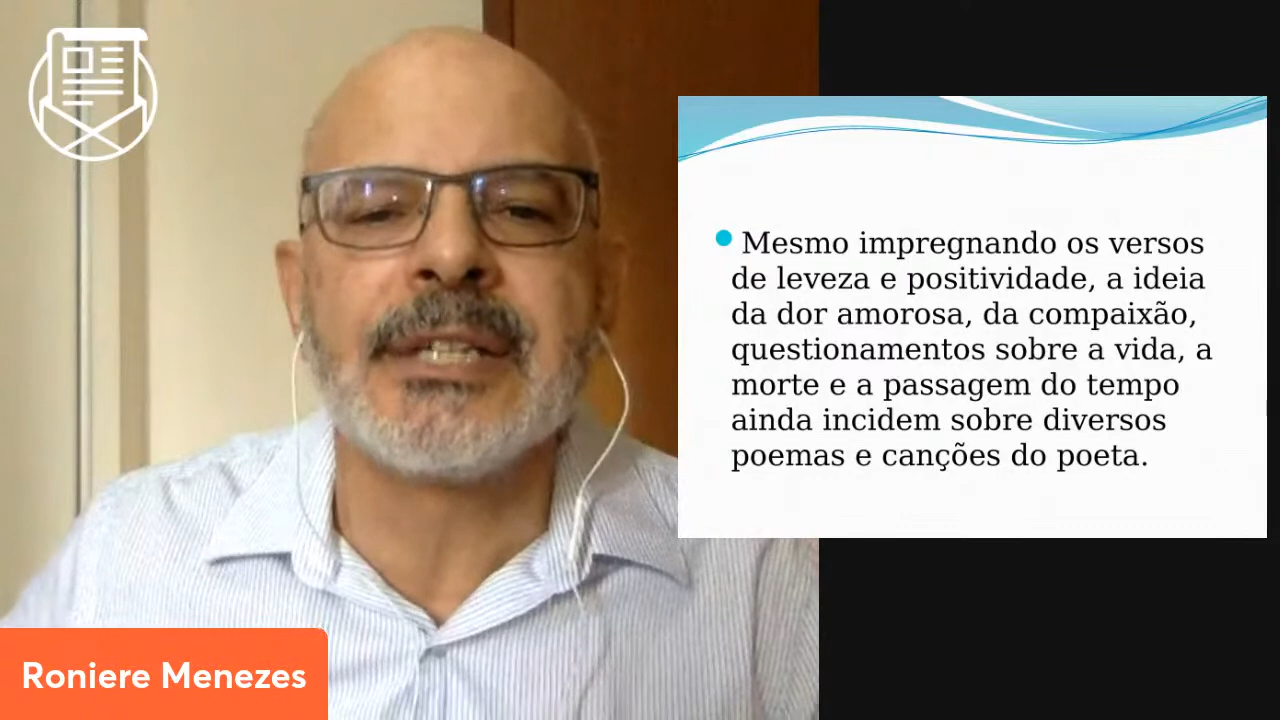 Mesmo impregnando os versos
de leveza e positividade, a ideia
da dor amorosa, da compaixão,
questionamentos sobre a vida, a
morte e a passagem do tempo
ainda incidem sobre diversos
poemas e canções do poeta.
Roniere Menezes